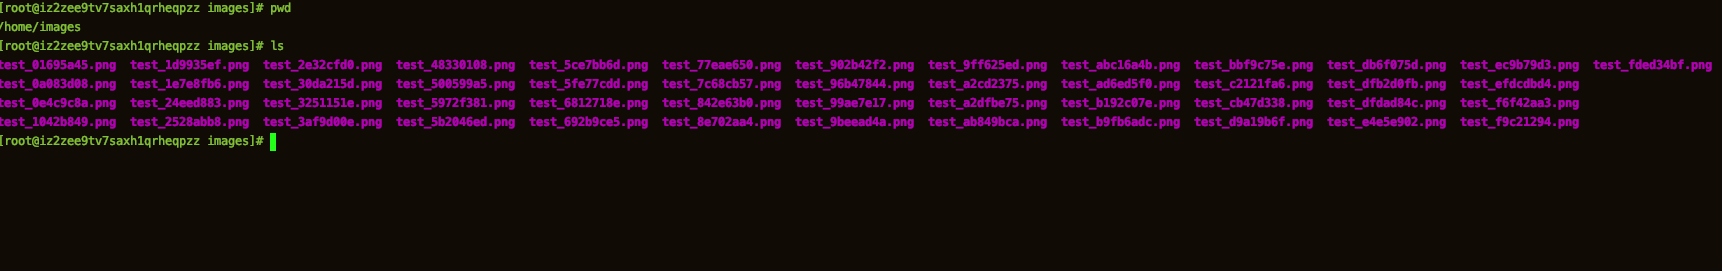 [root@iz2zee9tv7saxh1qrheqpzz images]# pwd
/home/images
[root@iz2zee9tv7saxh1qrheqpzz images]# ls
test_01695a45.png test_1d9935ef.png test_2e32cfd0.png test_48330108.png test_5ce7bb6d.png test_77eae650.png test_902b42f2.png test_9ff625ed.png test_abc16a4b.png test_bbf9c75e.png test_db6f075d.png test_ec9b79d3.png test_fded34bf.png
test_0a083d08.png test_1e7e8fb6.png test_30da215d.png test_500599a5.png test_5fe77cdd.png test_7c68cb57.png test_96b47844.png test_a2cd2375.png test_ad6ed5f0.png test_c2121fa6.png test_dfb2d0fb.png test_efdcdbd4.png
test_0e4c9c8a.png test_24eed883.png test_3251151e.png test_5972f381.png test_6812718e.png test_842e63b0.png test_99ae7e17.png test_a2dfbe75.png test_b192c07e.png test_cb47d338.png test_dfdad84c.png test_f6f42aa3.png
test_1042b849.png test_2528abb8.png test_3af9d00e.png test_5b2046ed.png test_692b9ce5.png test_8e702aa4.png test_9beead4a.png test_ab849bca.png test_b9fb6adc.png test_d9a19b6f.png test_e4e5e902.png test_f9c21294.png
[root@iz2zee9tv7saxh1qrheqpzz images]#